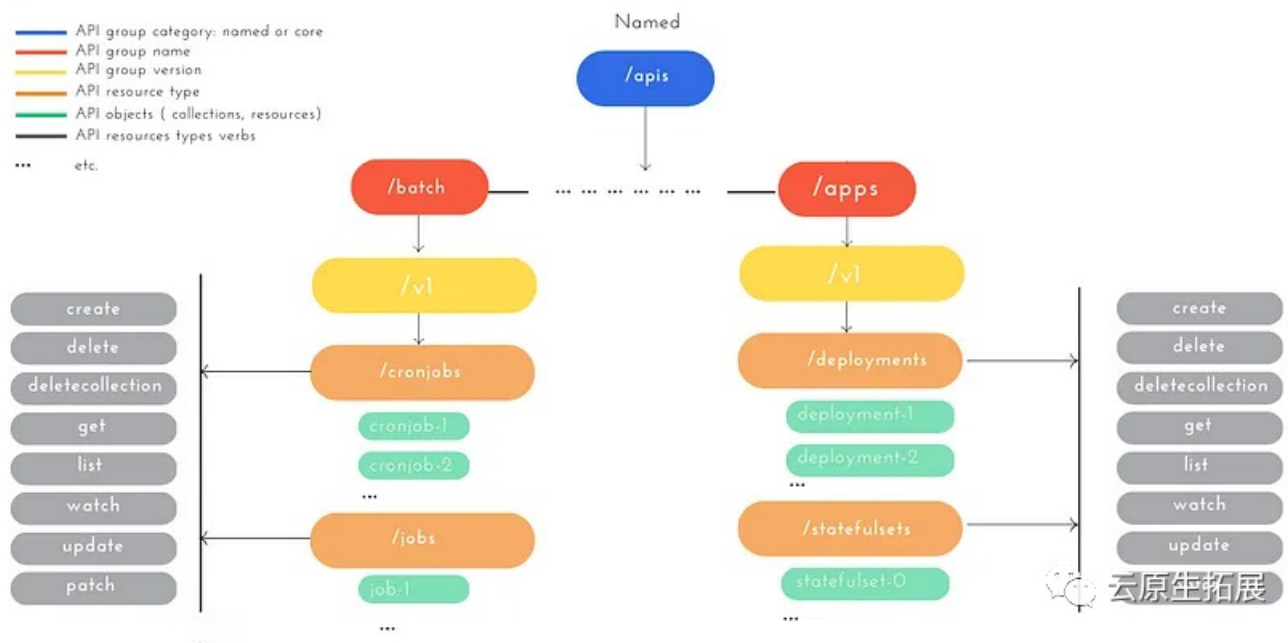 API group category: named or core
API group name
API group version
API resource type
API objects ( collections, resources)
API resources types verbs
... etc.
Named
/apis
/batch
... ... ... ... ... ...
/apps
/v1
/v1
/cronjobs
cronjob-1
cronjob-2
...
/jobs
job-1
...
/deployments
deployment-1
deployment-2
...
/statefulsets
statefulset-0
...
create
delete
deletecollection
get
list
watch
update
patch
create
delete
deletecollection
get
list
watch
update
云原生拓展